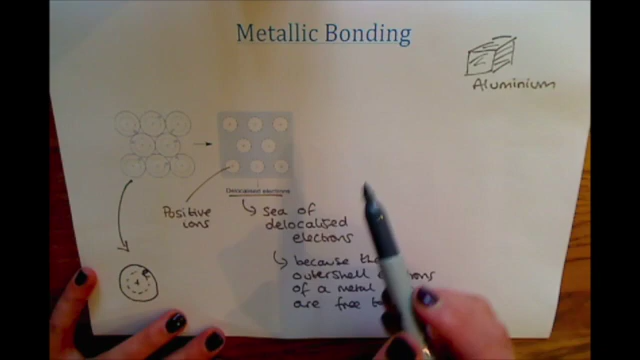 Metallic Bonding
Aluminium
Delocalised electrons
Positive
ions
sea of
delocalised
electrons
because the
outershell
of a metal
are free